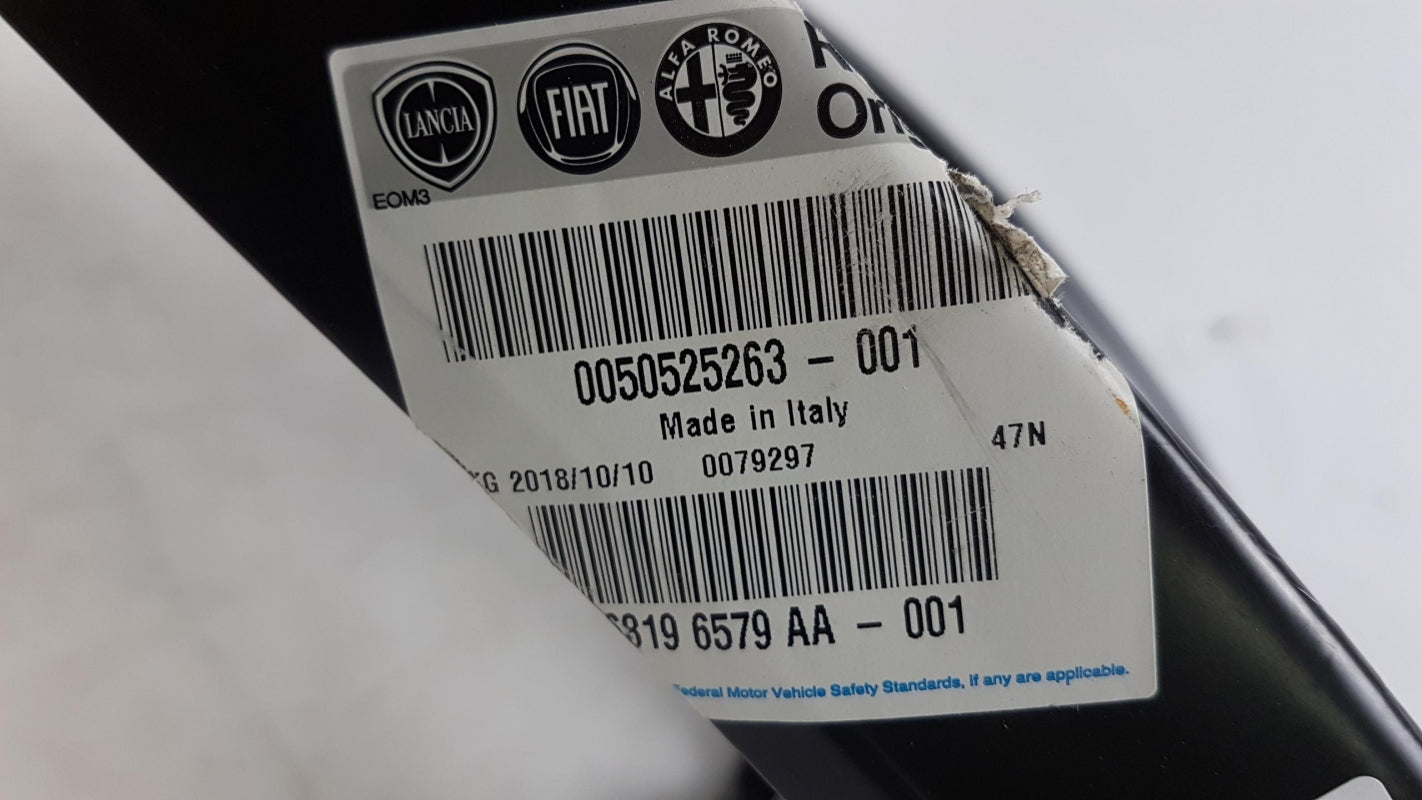 LANCIA
FIAT
ALFA ROMEO
EOM3
0050525263 - 001
Made in Italy
2018/10/10 0079297
47N
6579 AA - 001
Federal Motor Vehicle Safety Standards, if any are applicable.